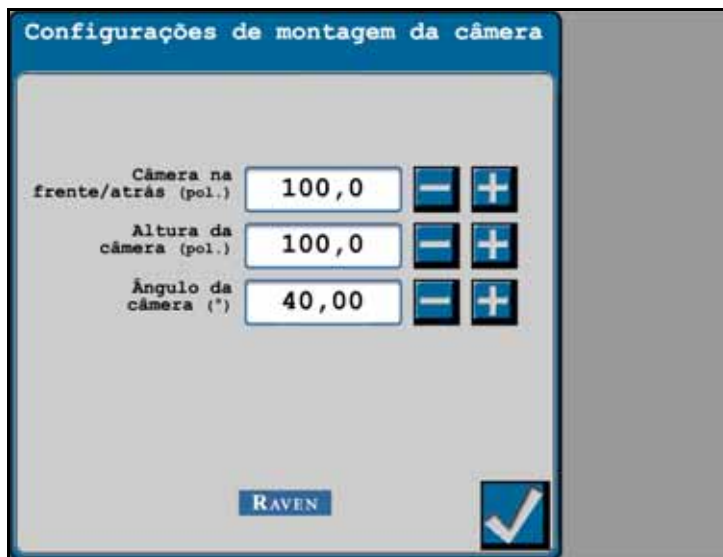 Configurações de montagem da câmera
Câmera na
frente/atrás (pol.)
100,0
Altura da
câmera (pol.)
100,0
Ângulo da
câmera (°)
40,00
RAVEN